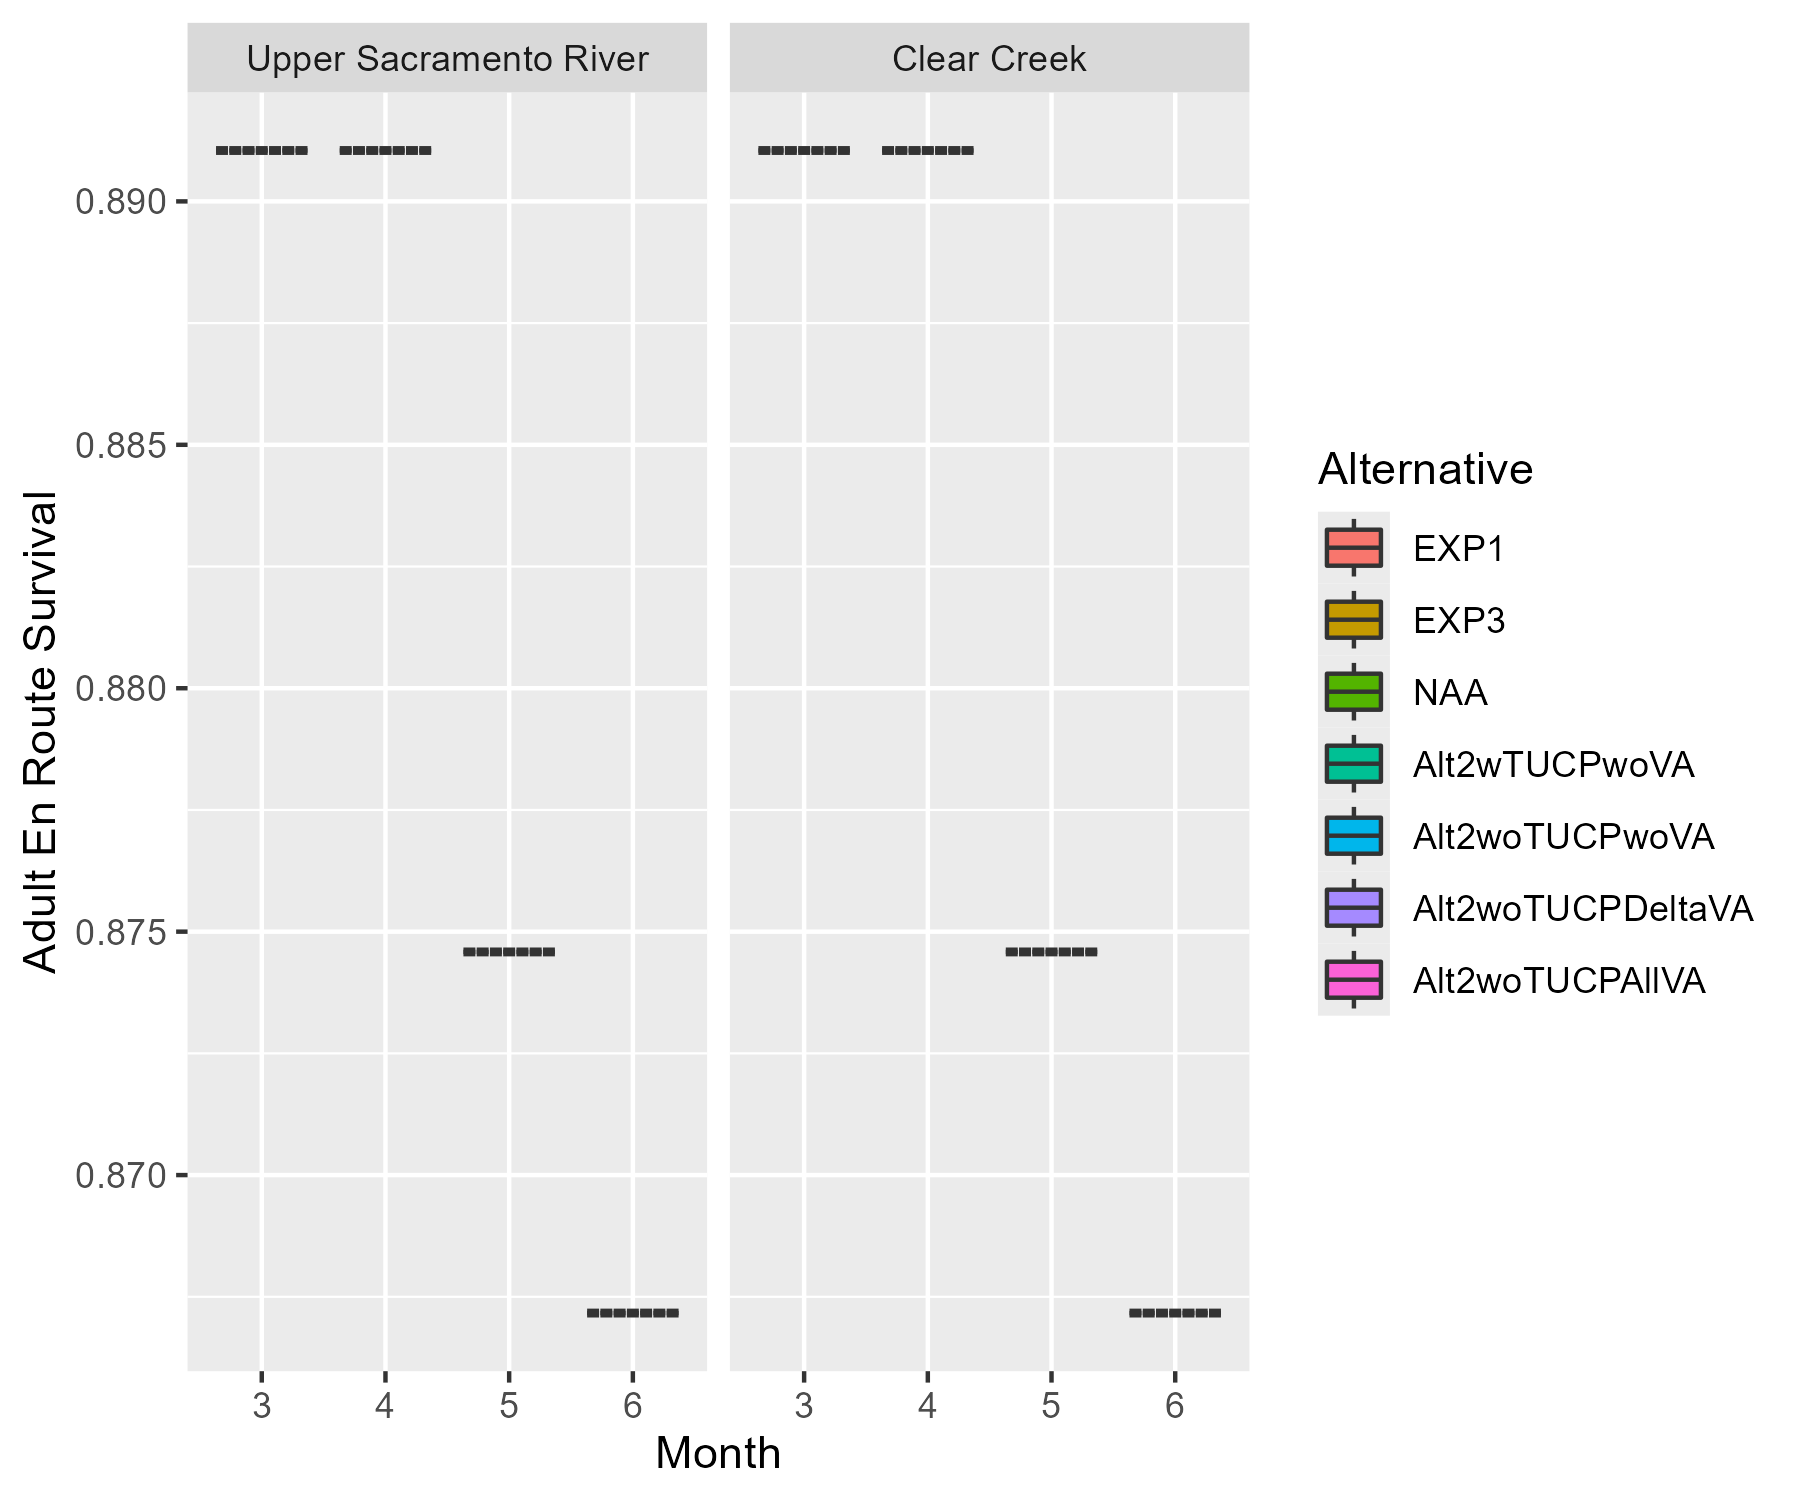 Upper Sacramento River
Clear Creek
Adult En Route Survival
0.890
0.885
0.880
0.875
0.870
3 4 5 6
3 4 5 6
Month
Alternative
EXP1
EXP3
NAA
Alt2wTUCPwoVA
Alt2woTUCPwoVA
Alt2woTUCPDeltaVA
Alt2woTUCPAllVA